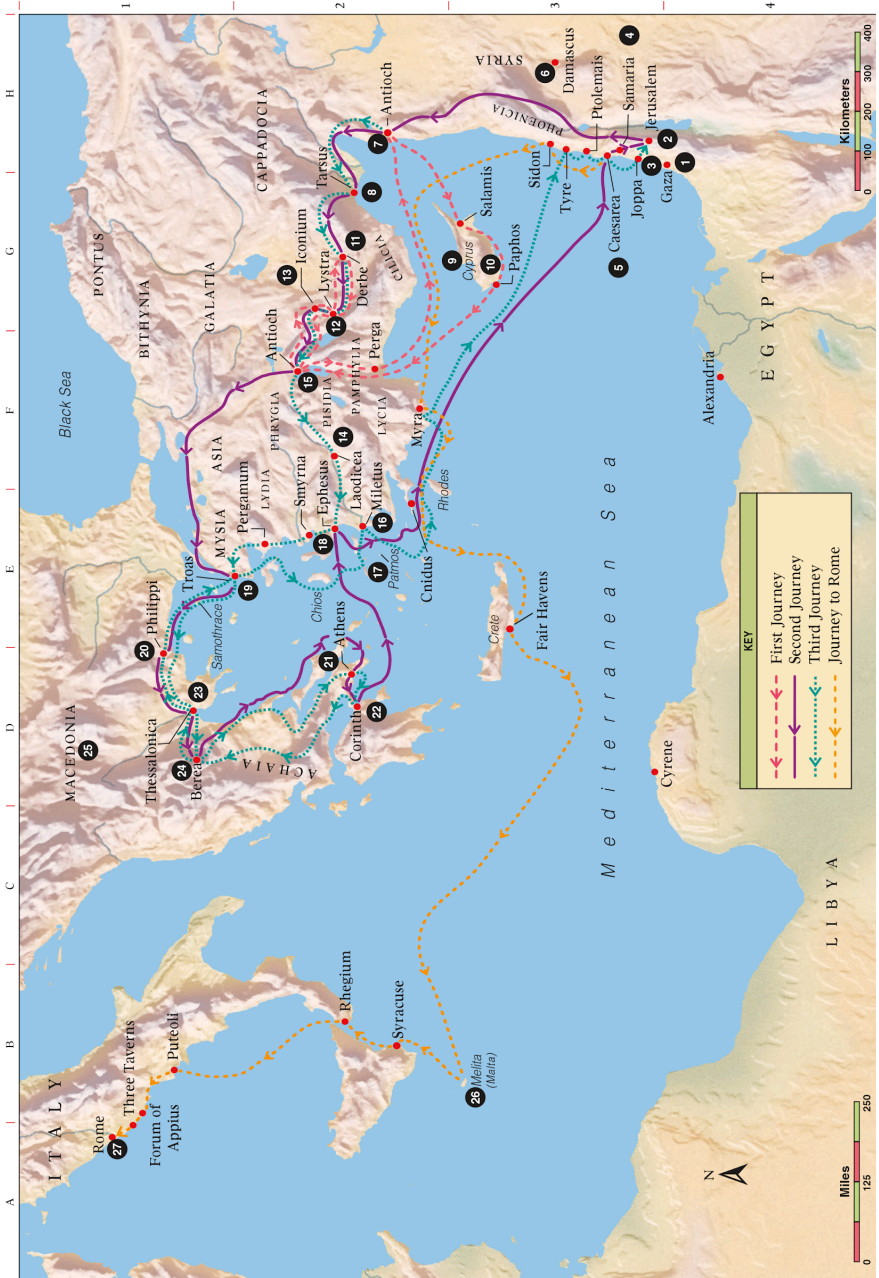 A
B
C
D
E
F
G
H
1
2
3
4
ITALY
Rome
27
Three Taverns
Forum of
Appius
Puteoli
Rhegium
Syracuse
26
Melita
(Malta)
MACEDONIA
25
Thessalonica
24
Berea
23
20
Philippi
Samothrace
ACHAIA
Corinth
22
21
Athens
Chios
Troas
19
MYSIA
Pergamum
LYDIA
Smyrna
18
Ephesus
Laodicea
14
Miletus
16
17
Patmos
Cnidus
Rhodes
Crete
Fair Havens
Black Sea
ASIA
PHRYGIA
PISIDIA
PAMPHYLIA
LYCIA
Myra
Perga
Antioch
15
BITHYNIA
PONTUS
GALATIA
CAPPADOCIA
13
Iconium
Lystra
12
11
Derbe
CILICIA
Tarsus
8
Antioch
7
Salamis
9
Cyprus
10
Paphos
SYRIA
6
Damascus
4
PHOENICIA
Sidon
Tyre
Ptolemais
Samaria
Caesarea
5
Jerusalem
2
Joppa
3
1
Gaza
Mediterranean Sea
Alexandria
EGYPT
Cyrene
LIBYA
KEY
First Journey
Second Journey
Third Journey
Journey to Rome
N
Miles
0 125 250
Kilometers
0 100 200 300 400